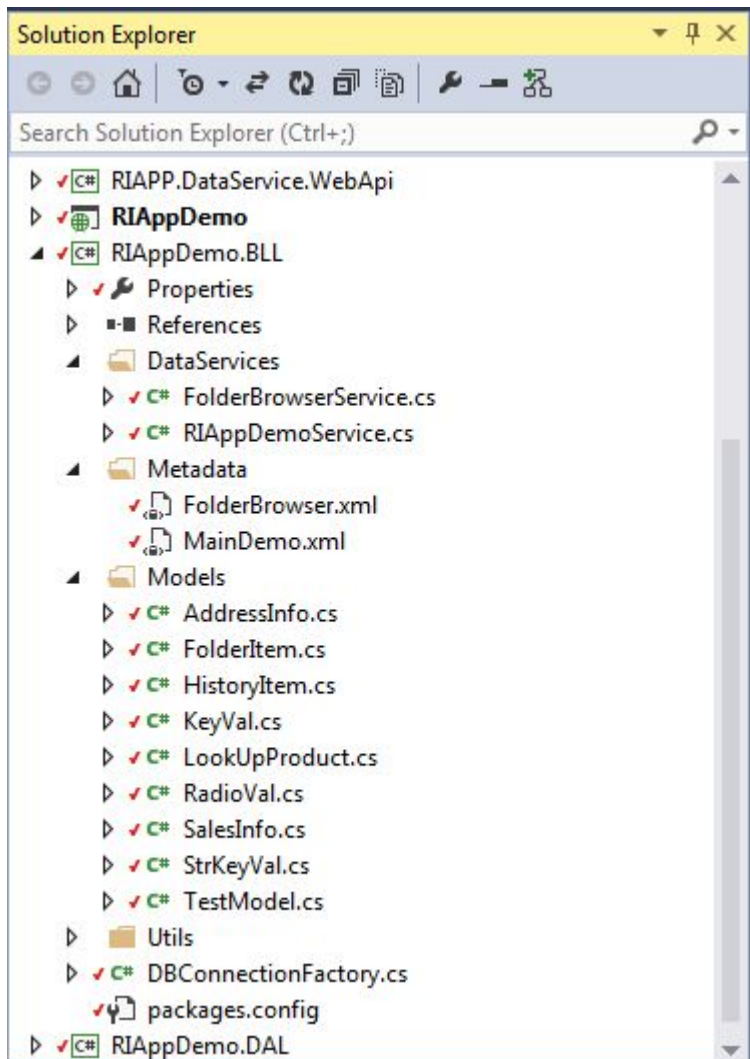 Solution Explorer
Search Solution Explorer (Ctrl+;)
C# RIAPP.DataService.WebApi
RIAppDemo
C# RIAppDemo.BLL
Properties
References
DataServices
C# FolderBrowserService.cs
C# RIAppDemoService.cs
Metadata
FolderBrowser.xml
MainDemo.xml
Models
C# AddressInfo.cs
C# FolderItem.cs
C# HistoryItem.cs
C# KeyVal.cs
C# LookUpProduct.cs
C# RadioVal.cs
C# SalesInfo.cs
C# StrKeyVal.cs
C# TestModel.cs
Utils
C# DBConnectionFactory.cs
packages.config
C# RIAppDemo.DAL